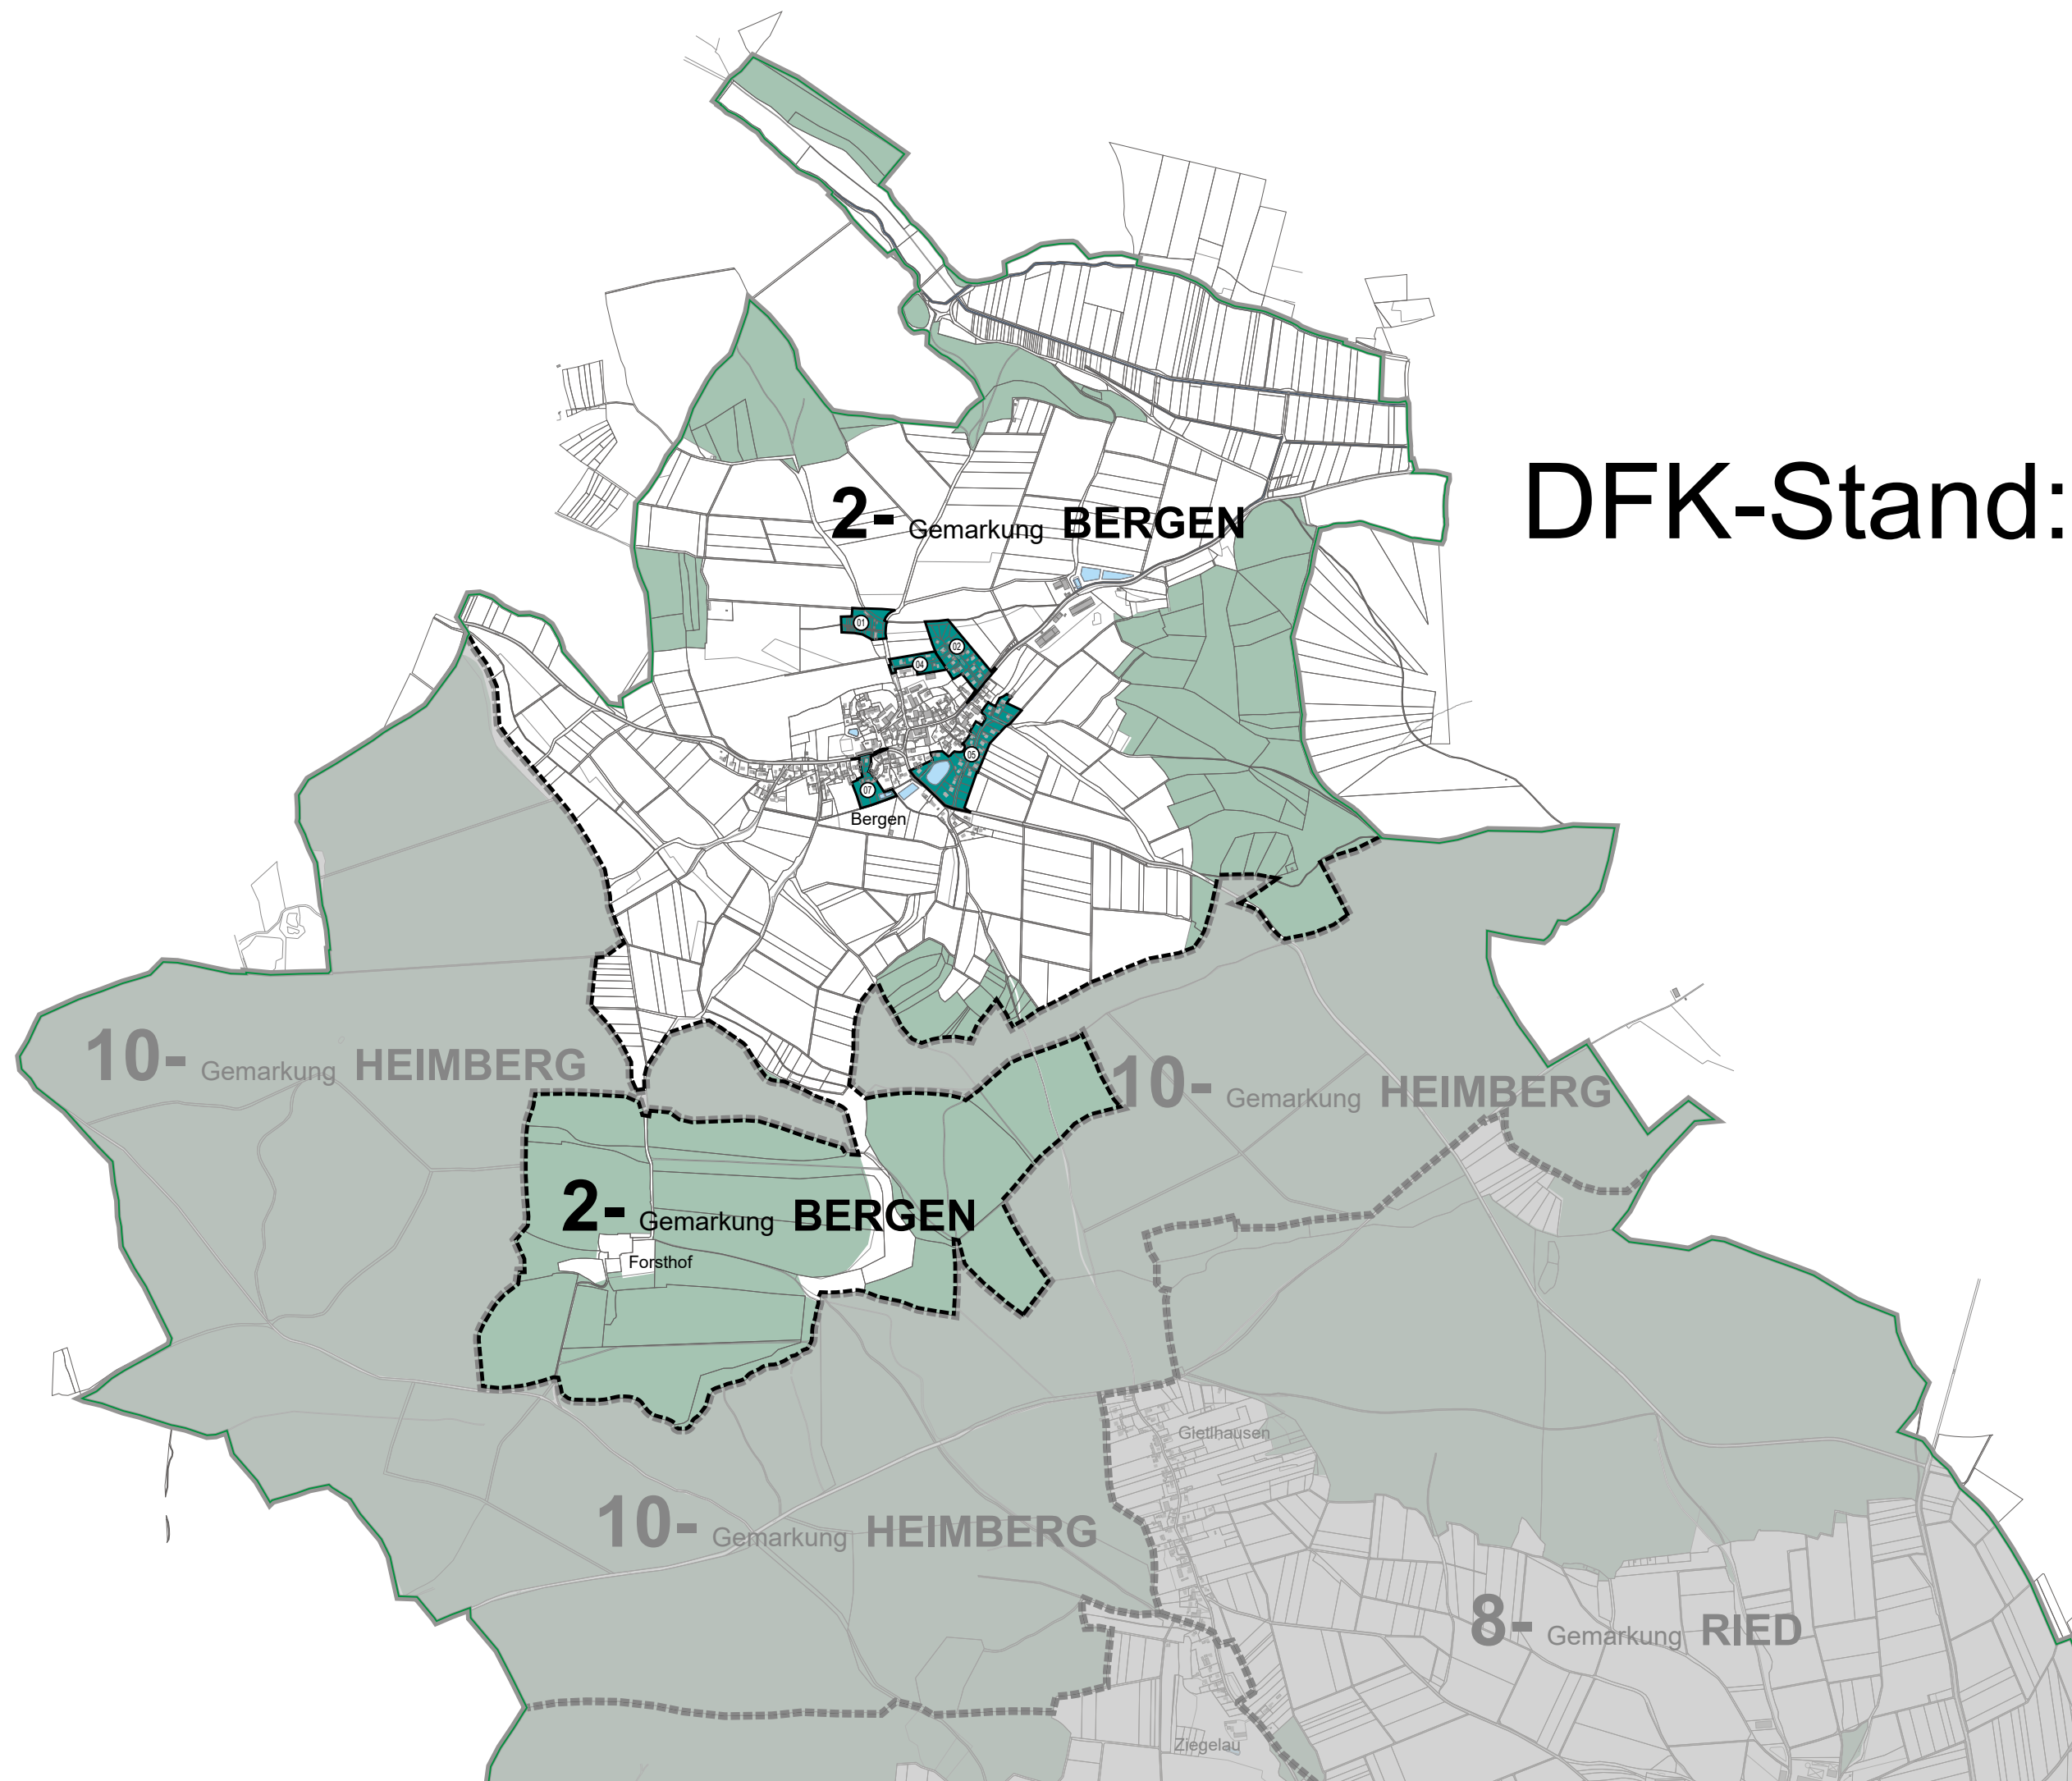 DFK-Stand:
2- Gemarkung BERGEN
01
02
04
05
07
Bergen
10- Gemarkung HEIMBERG
10- Gemarkung HEIMBERG
2- Gemarkung BERGEN
Forsthof
Gietlhausen
10- Gemarkung HEIMBERG
8- Gemarkung RIED
Ziegelau